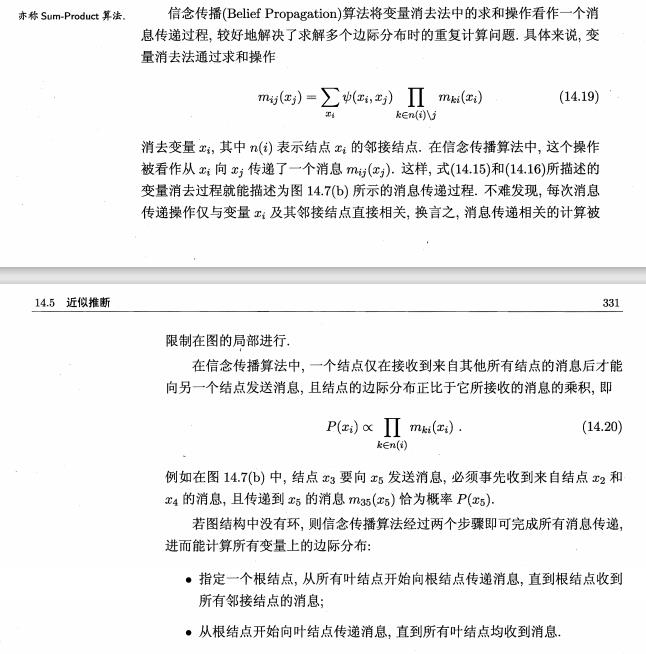 亦称 Sum-Product 算法.
信念传播(Belief Propagation)算法将变量消去法中的求和操作看作一个消
息传递过程, 较好地解决了求解多个边际分布时的重复计算问题. 具体来说, 变
量消去法通过求和操作
m_{ij}(x_j) = \sum_{x_i} ψ(x_i, x_j) \prod_{k∈n(i)\setminus j} m_{ki}(x_i) (14.19)
消去变量 x_i, 其中 n(i) 表示结点 x_i 的邻接结点. 在信念传播算法中, 这个操作
被看作从 x_i 向 x_j 传递了一个消息 m_{ij}(x_j). 这样, 式(14.15)和(14.16)所描述的
变量消去过程就能描述为图 14.7(b) 所示的消息传递过程. 不难发现, 每次消息
传递操作仅与变量 x_i 及其邻接结点直接相关, 换言之, 消息传递相关的计算被
14.5 近似推断 331
限制在图的局部进行.
在信念传播算法中, 一个结点仅在接收到来自其他所有结点的消息后才能
向另一个结点发送消息, 且结点的边际分布正比于它所接收的消息的乘积, 即
P(x_i) ∝ \prod_{k∈n(i)} m_{ki}(x_i) . (14.20)
例如在图 14.7(b) 中, 结点 x_3 要向 x_5 发送消息, 必须事先收到来自结点 x_2 和
x_4 的消息, 且传递到 x_5 的消息 m_{35}(x_5) 恰为概率 P(x_5).
若图结构中没有环, 则信念传播算法经过两个步骤即可完成所有消息传递,
进而能计算所有变量上的边际分布:
• 指定一个根结点, 从所有叶结点开始向根结点传递消息, 直到根结点收到
所有邻接结点的消息;
• 从根结点开始向叶结点传递消息, 直到所有叶结点均收到消息.